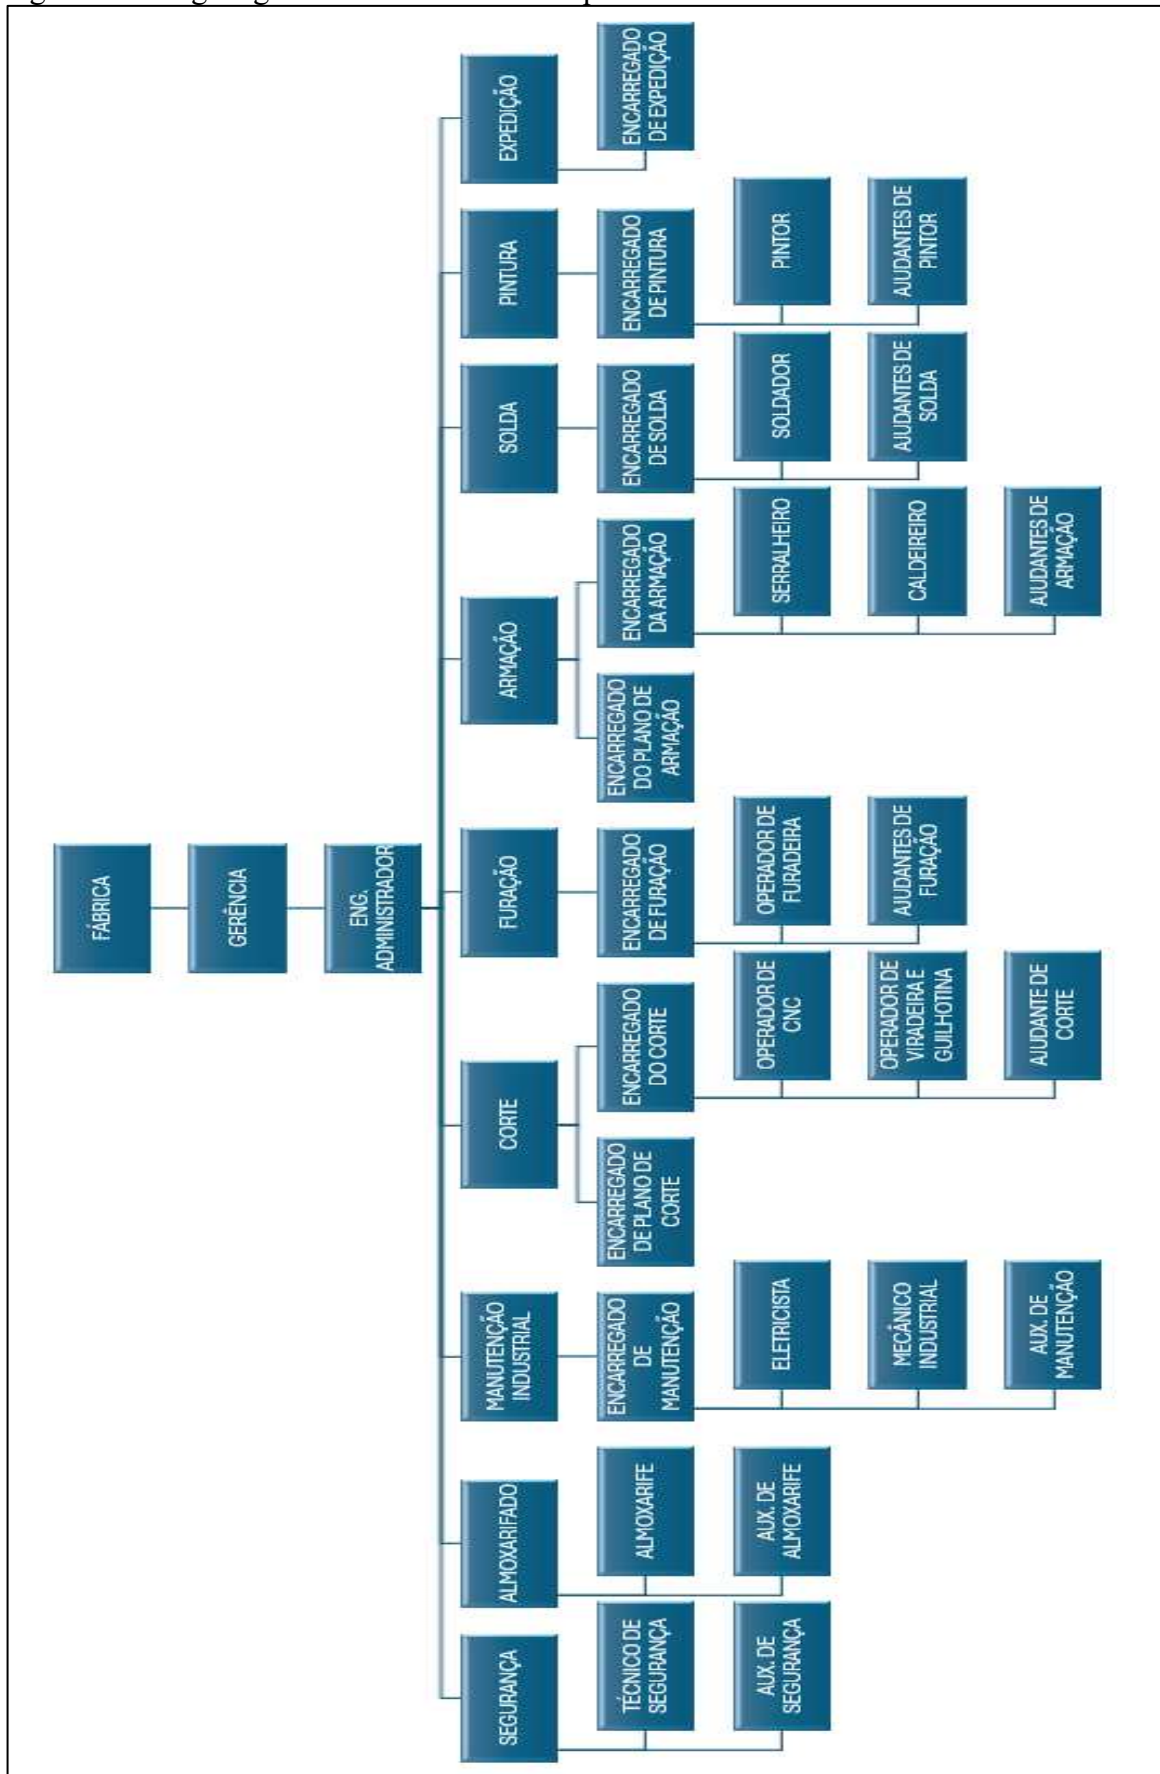 FÁBRICA
GERÊNCIA
ENG.
ADMINISTRADOR
SEGURANÇA
TÉCNICO DE
SEGURANÇA
AUX. DE
SEGURANÇA
ALMOXARIFADO
ALMOXARIFE
AUX. DE
ALMOXARIFE
MANUTENÇÃO
INDUSTRIAL
ENCARREGADO
DE
MANUTENÇÃO
ELETRICISTA
MECÂNICO
INDUSTRIAL
AUX. DE
MANUTENÇÃO
CORTE
ENCARREGADO
DE PLANO DE
CORTE
ENCARREGADO
DO CORTE
OPERADOR DE
CNC
OPERADOR DE
VIRADEIRA E
GUILHOTINA
AJUDANTE DE
CORTE
FURAÇÃO
ENCARREGADO
DE FURAÇÃO
OPERADOR DE
FURADEIRA
AJUDANTES DE
FURAÇÃO
ARMAÇÃO
ENCARREGADO
DO PLANO DE
ARMAÇÃO
ENCARREGADO
DA ARMAÇÃO
SERRALHEIRO
CALDEIREIRO
AJUDANTES DE
ARMAÇÃO
SOLDA
ENCARREGADO
DE SOLDA
SOLDADOR
AJUDANTES DE
SOLDA
PINTURA
ENCARREGADO
DE PINTURA
PINTOR
AJUDANTES DE
PINTOR
EXPEDIÇÃO
ENCARREGADO
DE EXPEDIÇÃO